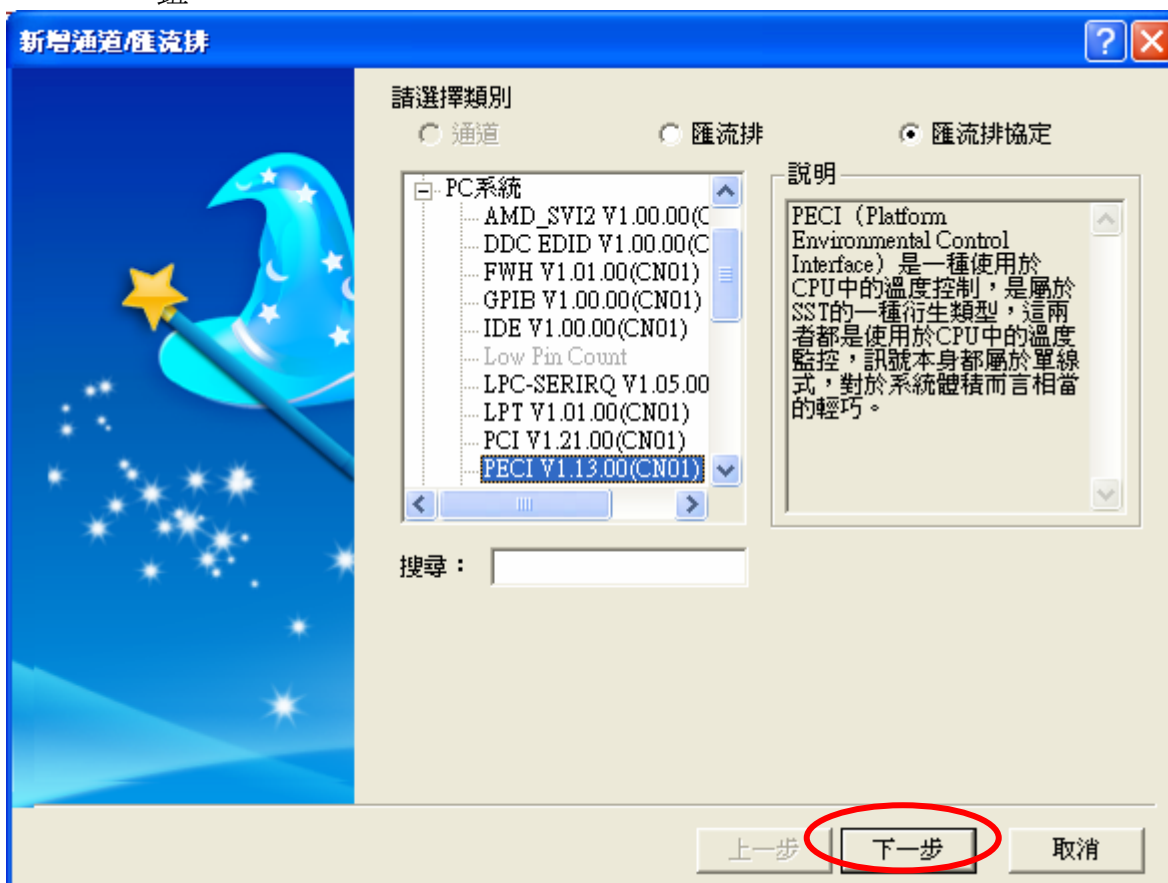 新增通道/匯流排
請選擇類別
通道
匯流排
匯流排協定
PC系統
AMD_SVI2 V1.00.00(C
DDC EDID V1.00.00(C
FWH V1.01.00(CN01)
GPIB V1.00.00(CN01)
IDE V1.00.00(CN01)
Low Pin Count
LPC-SERIRQ V1.05.00
LPT V1.01.00(CN01)
PCI V1.21.00(CN01)
PECI V1.13.00(CN01)
說明
PECI（Platform
Environmental Control
Interface）是一種使用於
CPU中的溫度控制，是屬於
SST的一種衍生類型，這兩
者都是使用於CPU中的溫度
監控，訊號本身都屬於單線
式，對於系統體積而言相當
的輕巧。
搜尋：
上一步
下一步
取消